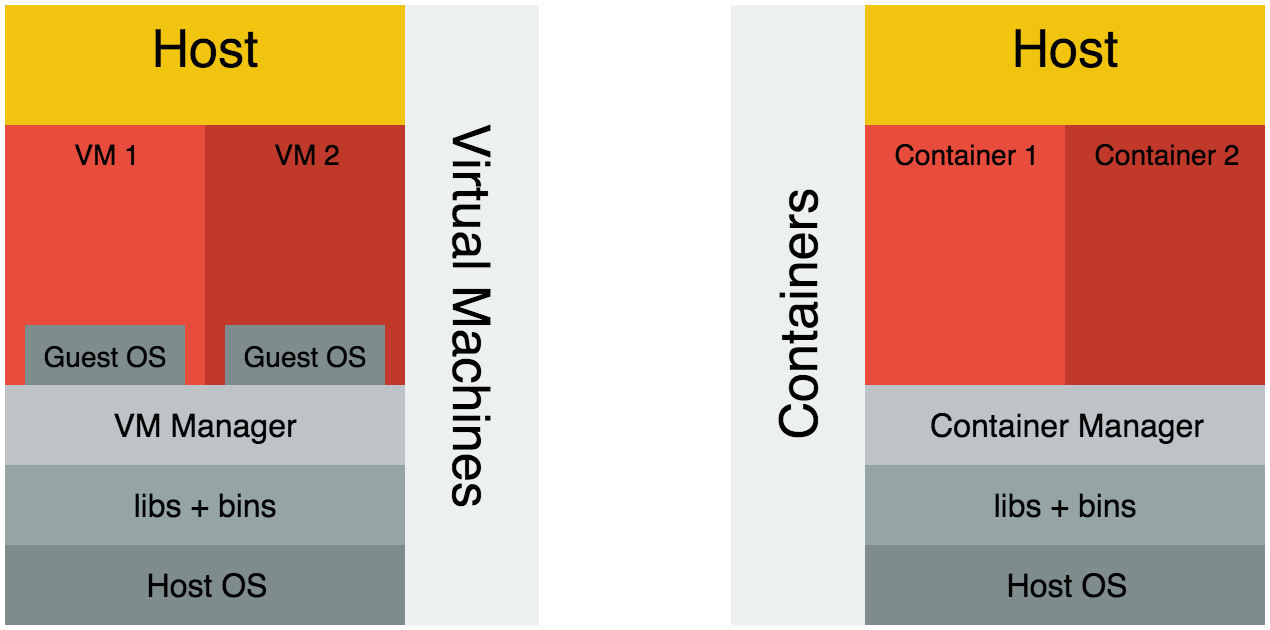 Host
VM 1
VM 2
Guest OS
Guest OS
VM Manager
libs + bins
Host OS
Virtual Machines
Containers
Host
Container 1
Container 2
Container Manager
libs + bins
Host OS